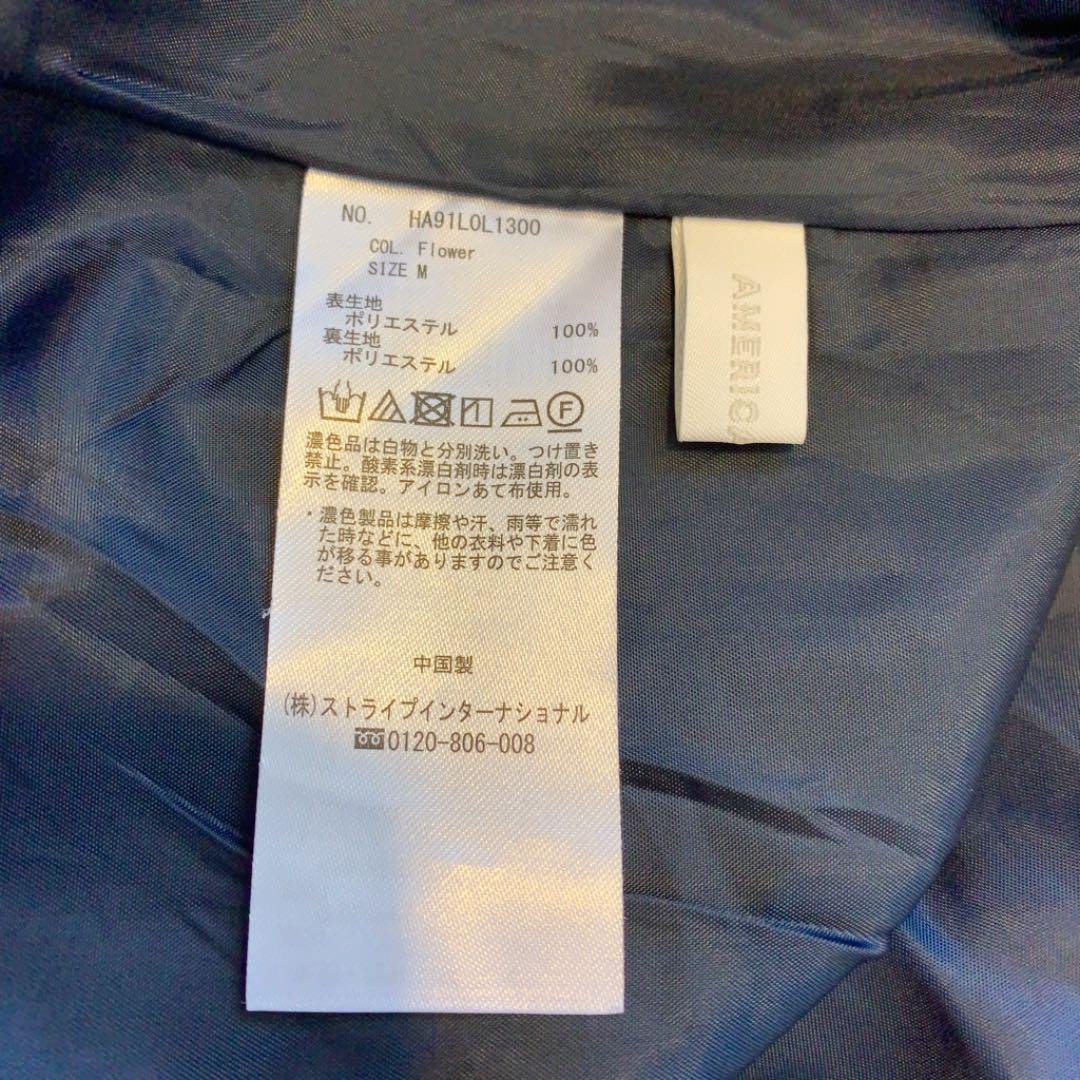 NO. HA91L0L1300
COL. Flower
SIZE M
表生地
ポリエステル 100%
裏生地
ポリエステル 100%
F
濃色品は白物と分別洗い。つけ置き
禁止。酸素系漂白剤時は漂白剤の表
示を確認。アイロンあて布使用。
・濃色製品は摩擦や汗、雨等で濡れ
た時などに、他の衣料や下着に色
が移る事がありますのでご注意く
ださい。
中国製
(株)ストライプインターナショナル
0120-806-008
AMERICA